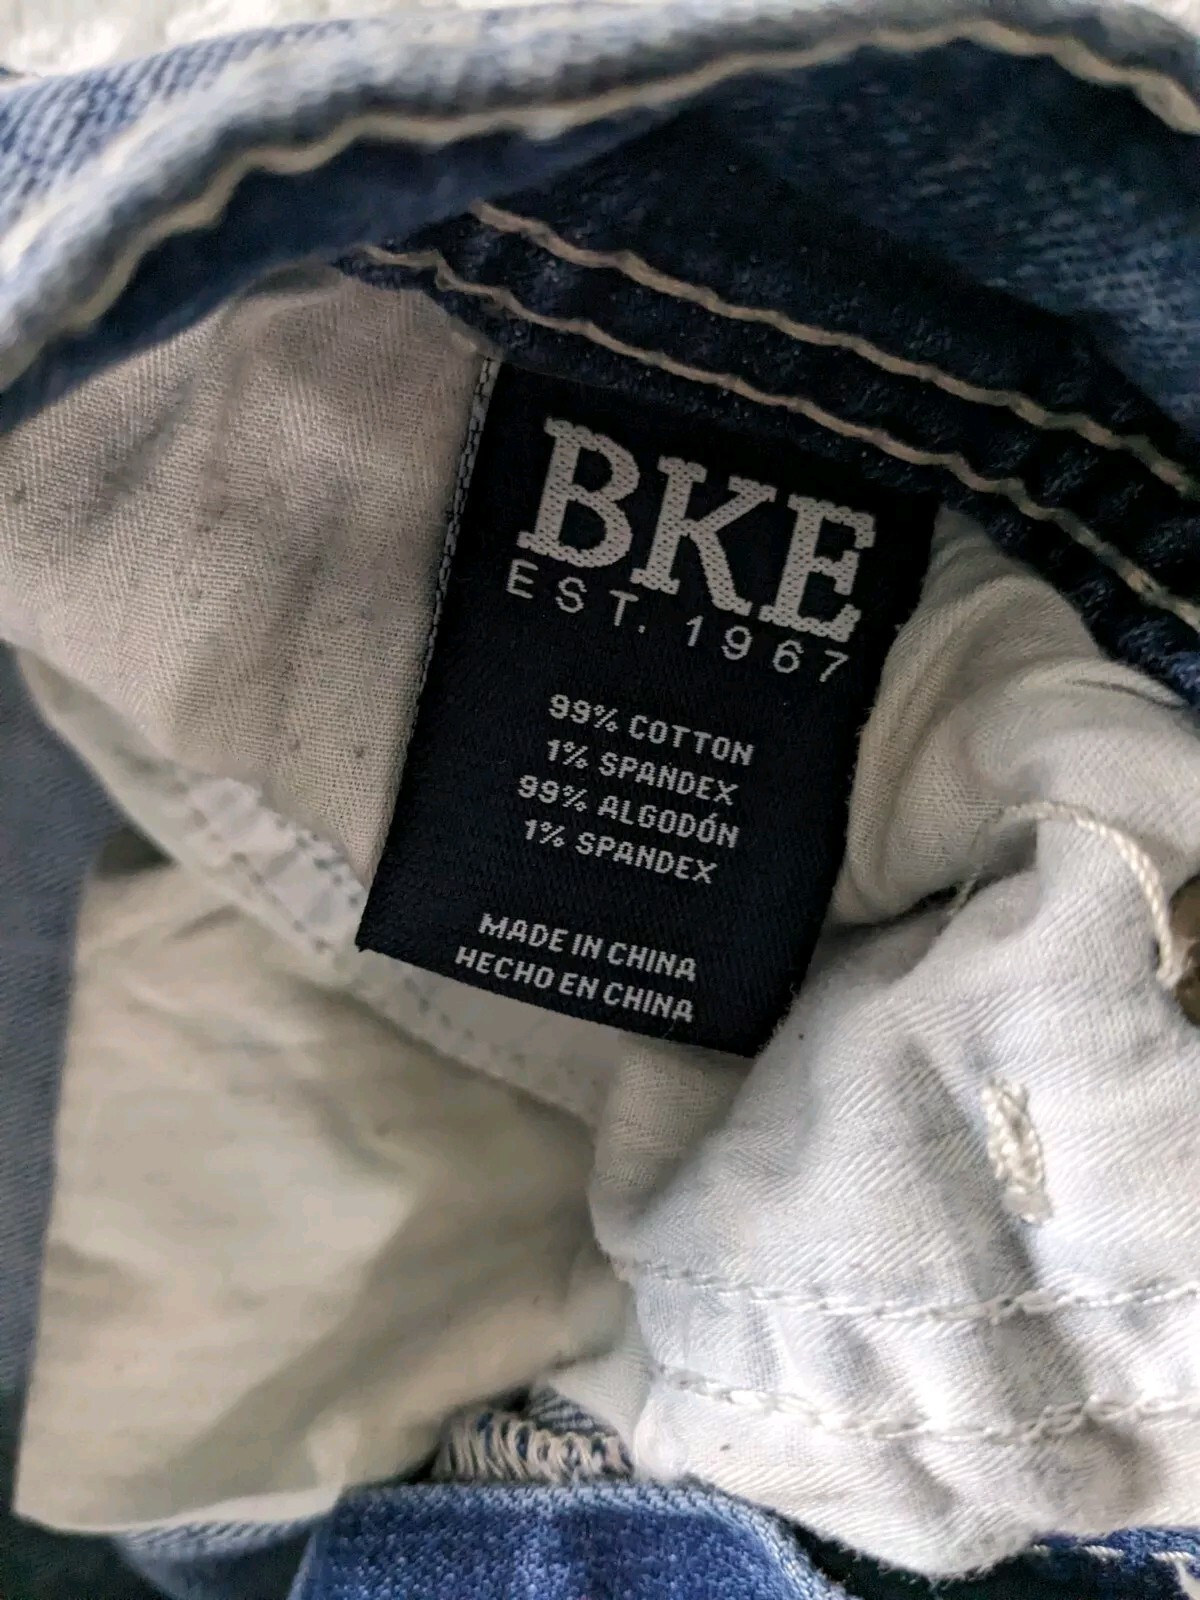 BKE
EST. 1967
99% COTTON
1% SPANDEX
99% ALGODÓN
1% SPANDEX
MADE IN CHINA
HECHO EN CHINA